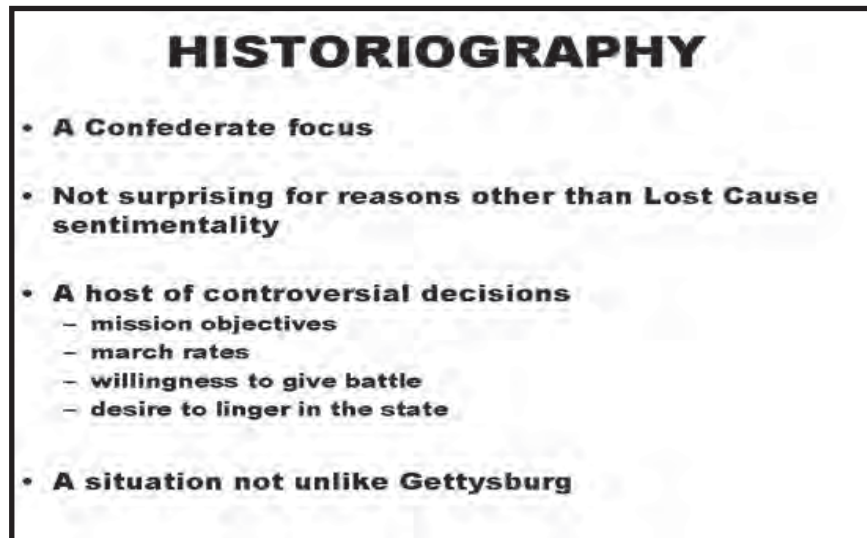 HISTORIOGRAPHY
• A Confederate focus
• Not surprising for reasons other than Lost Cause
sentimentality
• A host of controversial decisions
– mission objectives
– march rates
– willingness to give battle
– desire to linger in the state
• A situation not unlike Gettysburg